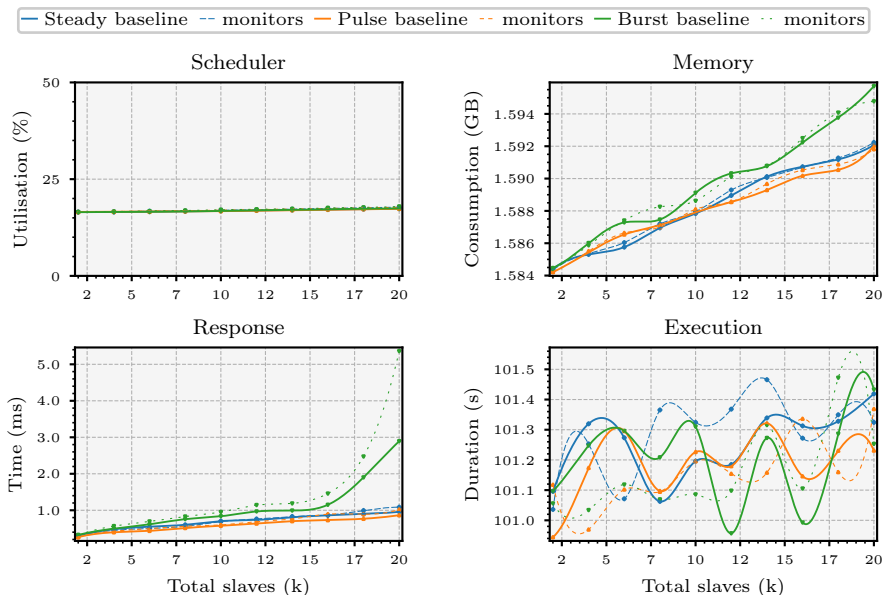 Steady baseline monitors Pulse baseline monitors Burst baseline monitors
Scheduler
Utilisation (%)
50
25
0
2 5 7 10 12 15 17 20
Memory
Consumption (GB)
1.594
1.592
1.590
1.588
1.586
1.584
2 5 7 10 12 15 17 20
Response
Time (ms)
5.0
4.0
3.0
2.0
1.0
2 5 7 10 12 15 17 20
Total slaves (k)
Execution
Duration (s)
101.5
101.4
101.3
101.2
101.1
101.0
2 5 7 10 12 15 17 20
Total slaves (k)